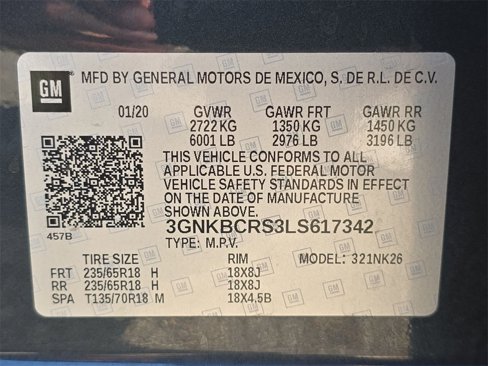 GM MFD BY GENERAL MOTORS DE MEXICO, S. DE R.L. DE C.V.
01/20 GVWR GAWR FRT GAWR RR
2722 KG 1350 KG 1450 KG
6001 LB 2976 LB 3196 LB
THIS VEHICLE CONFORMS TO ALL
APPLICABLE U.S. FEDERAL MOTOR
VEHICLE SAFETY STANDARDS IN EFFECT
ON THE DATE OF MANUFACTURE
SHOWN ABOVE.
457B 3GNKBCRS3LS617342
TYPE: M.P.V.
TIRE SIZE RIM MODEL: 321NK26
FRT 235/65R18 H 18X8J
RR 235/65R18 H 18X8J
SPA T135/70R18 M 18X4.5B